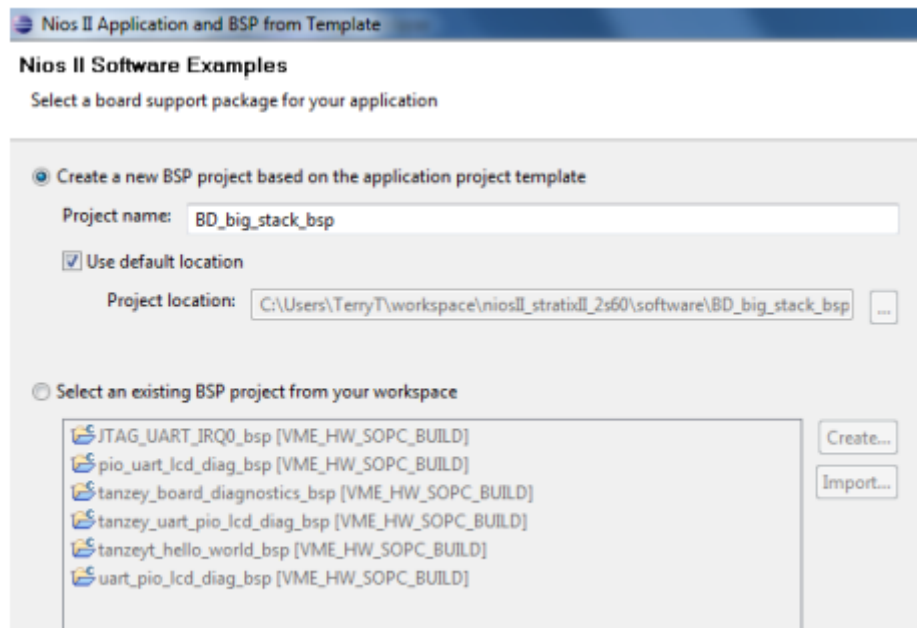 Nios II Application and BSP from Template
Nios II Software Examples
Select a board support package for your application
Create a new BSP project based on the application project template
Project name: BD_big_stack_bsp
Use default location
Project location: C:\Users\TerryT\workspace\niosII_stratixII_2s60\software\BD_big_stack_bsp ...
Select an existing BSP project from your workspace
JTAG_UART_IRQ0_bsp [VME_HW_SOPC_BUILD] Create...
pio_uart_lcd_diag_bsp [VME_HW_SOPC_BUILD]
tanzey_board_diagnostics_bsp [VME_HW_SOPC_BUILD] Import...
tanzey_uart_pio_lcd_diag_bsp [VME_HW_SOPC_BUILD]
tanzeyt_hello_world_bsp [VME_HW_SOPC_BUILD]
uart_pio_lcd_diag_bsp [VME_HW_SOPC_BUILD]